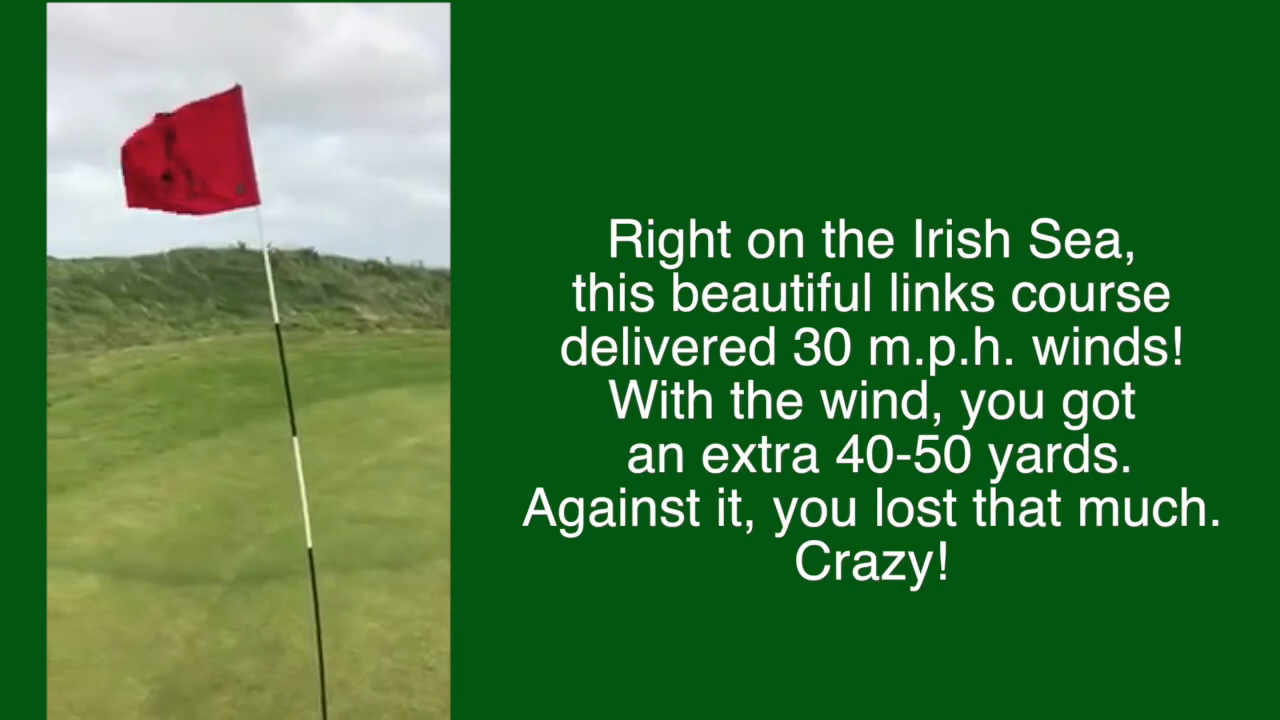 Right on the Irish Sea,
this beautiful links course
delivered 30 m.p.h. winds!
With the wind, you got
an extra 40-50 yards.
Against it, you lost that much.
Crazy!